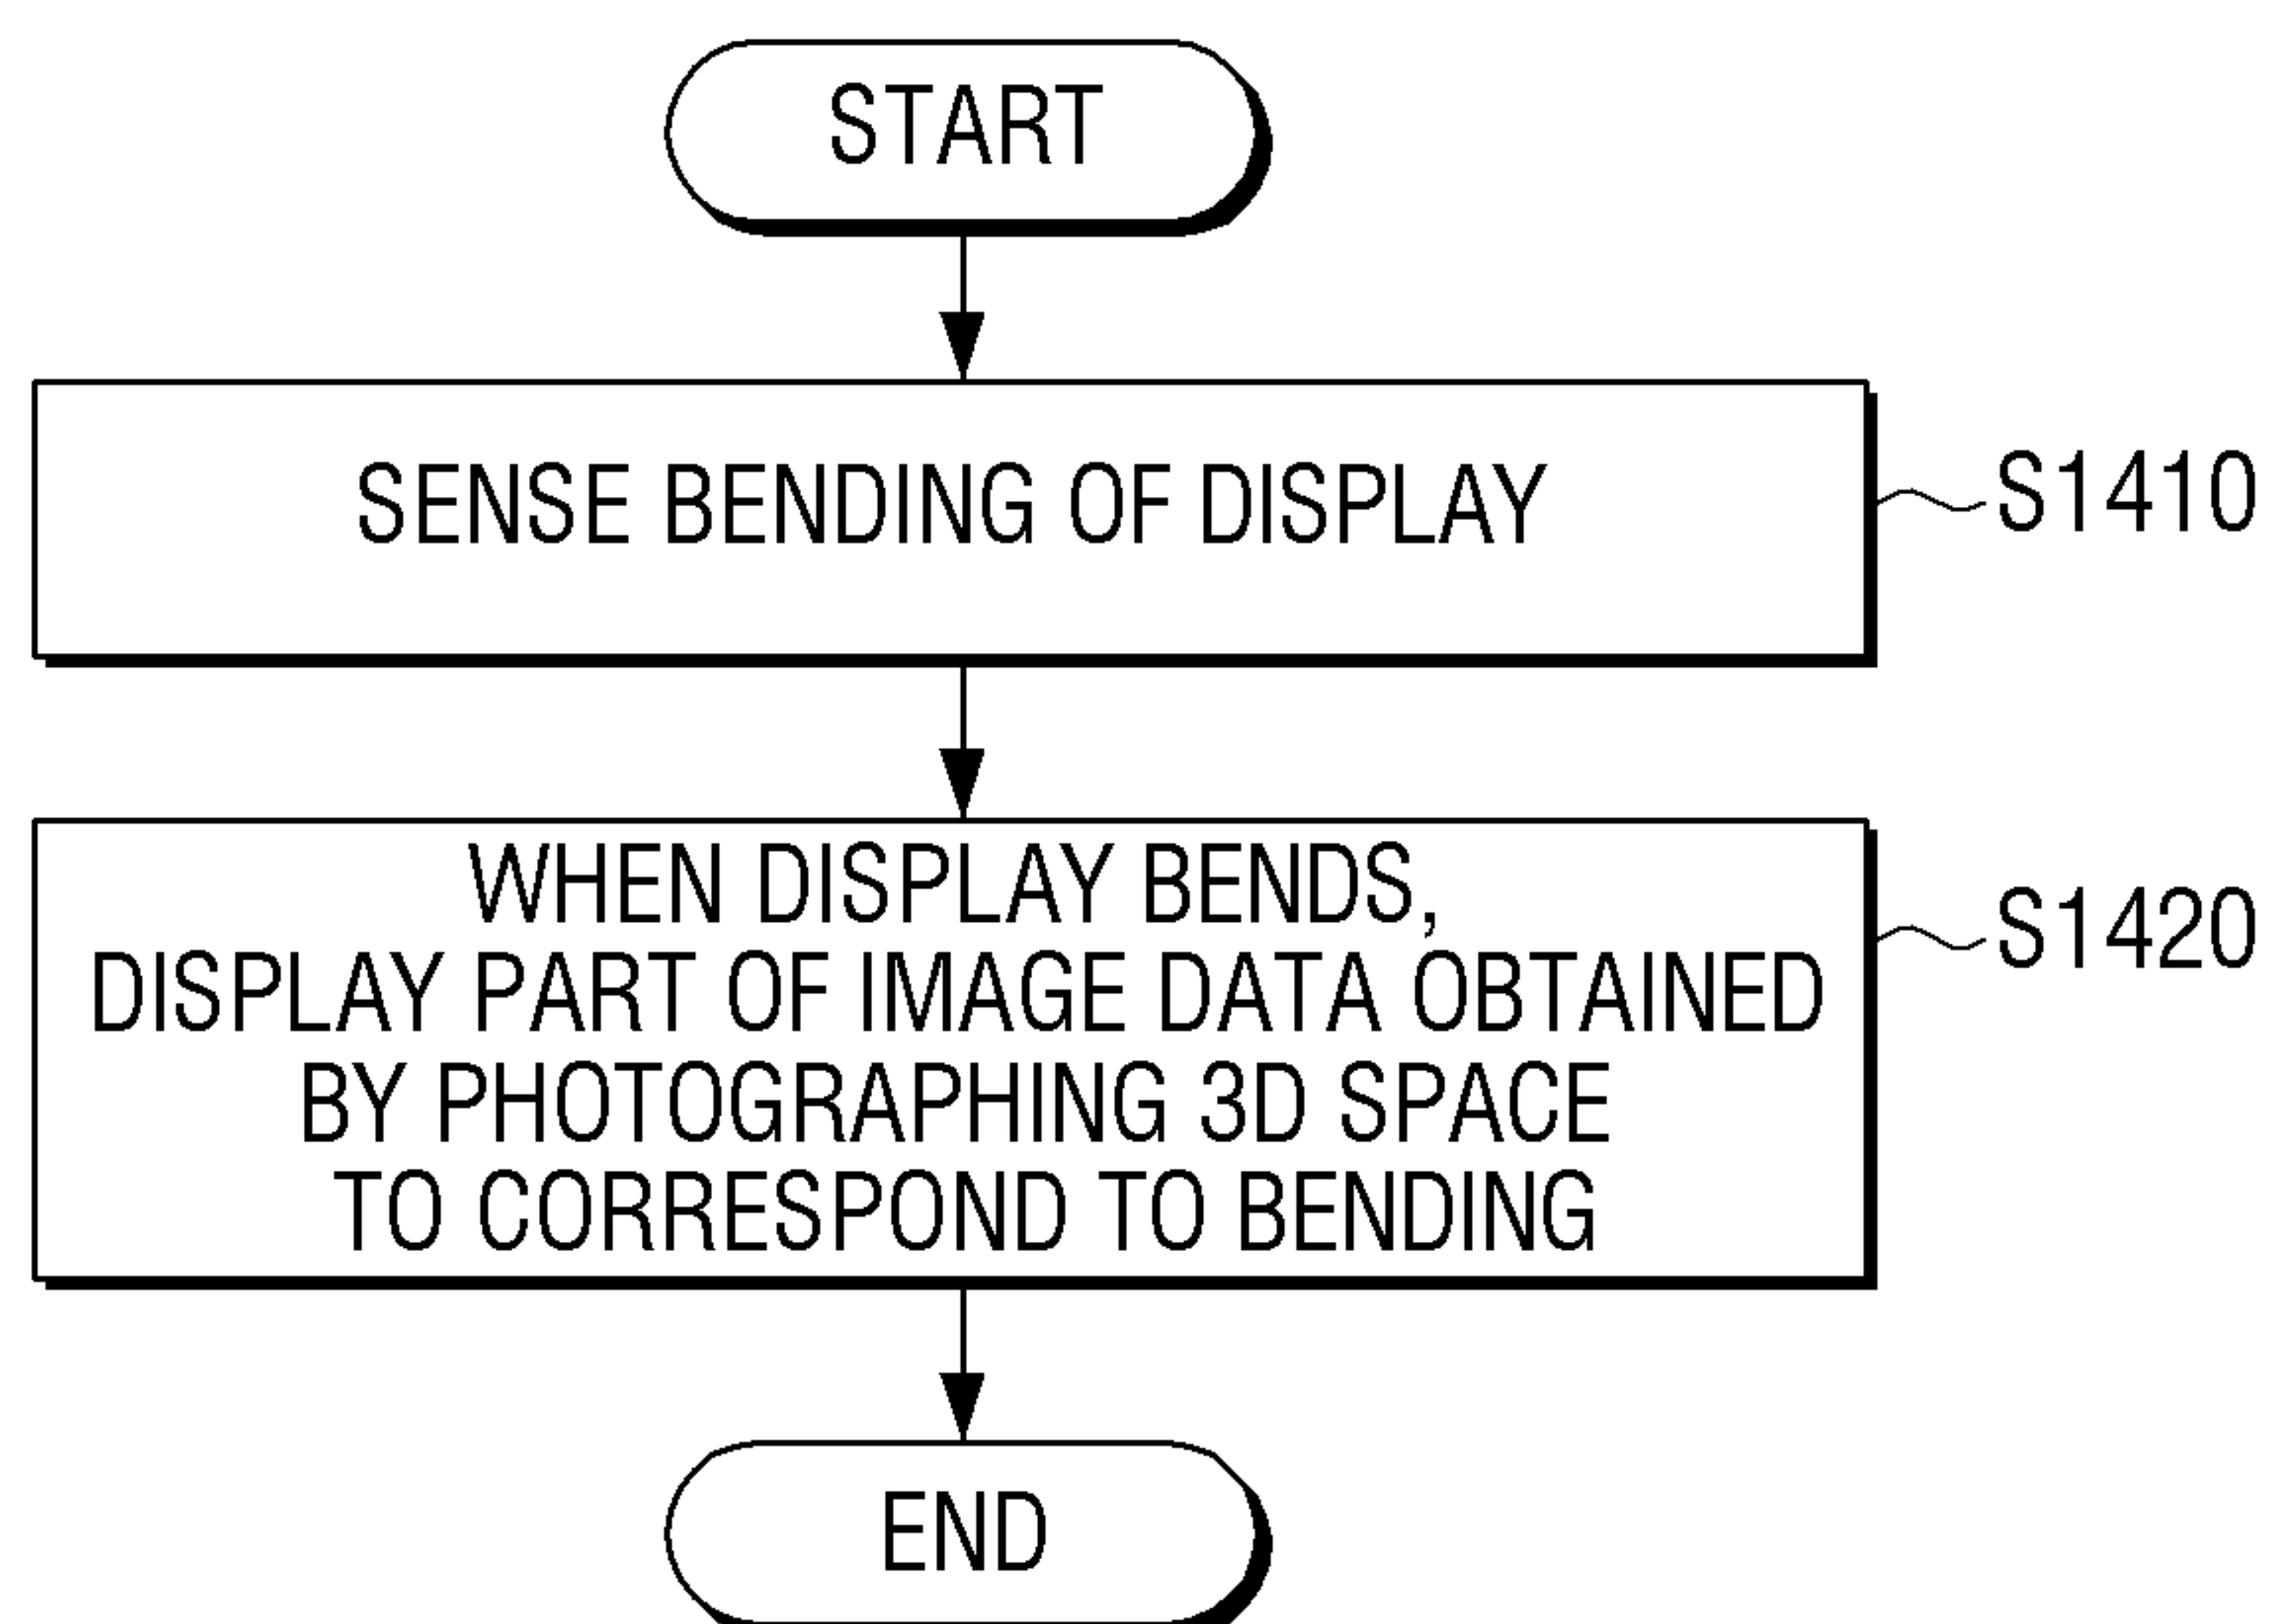 START
SENSE BENDING OF DISPLAY
S1410
WHEN DISPLAY BENDS,
DISPLAY PART OF IMAGE DATA OBTAINED
BY PHOTOGRAPHING 3D SPACE
TO CORRESPOND TO BENDING
S1420
END